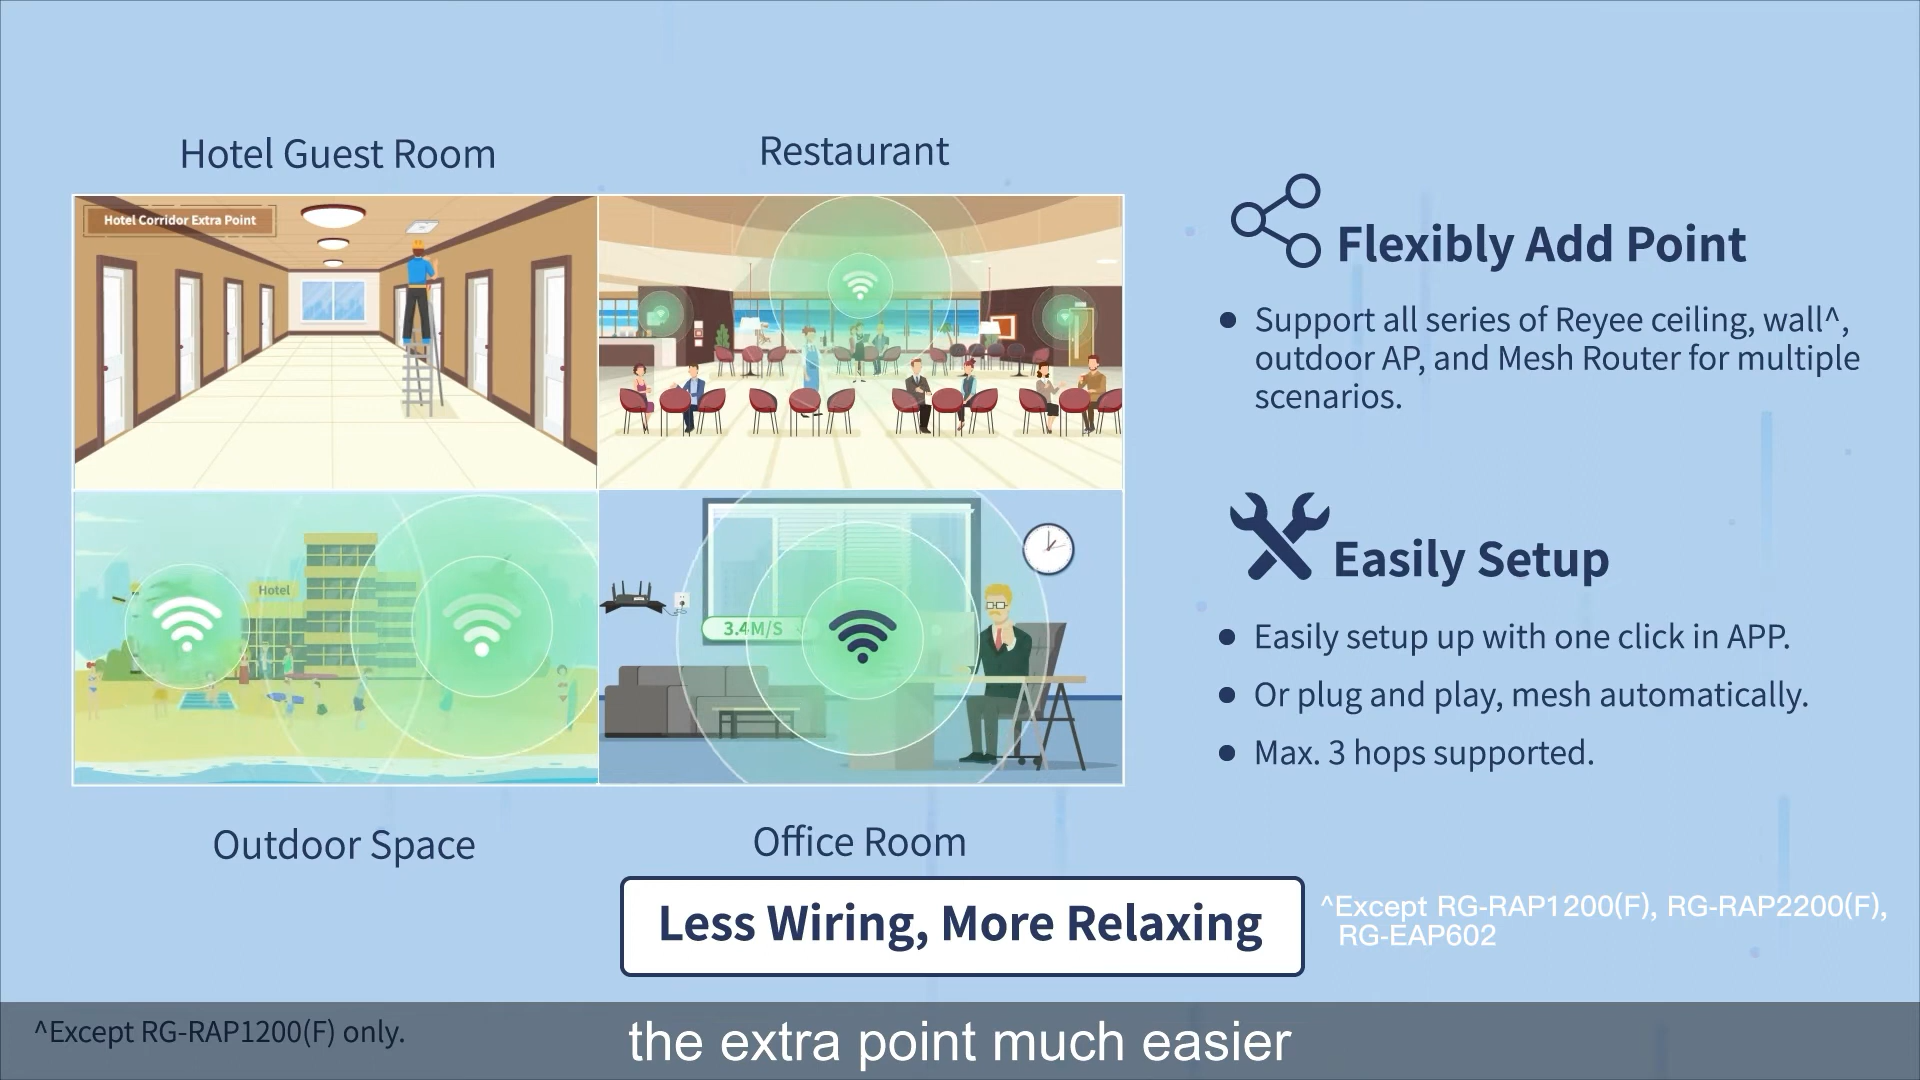 Hotel Guest Room
Restaurant
Hotel Corridor Extra Point
Hotel
3.4M/S
Outdoor Space
Office Room
Flexibly Add Point
Support all series of Reyee ceiling, wall^,
outdoor AP, and Mesh Router for multiple
scenarios.
Easily Setup
Easily setup up with one click in APP.
Or plug and play, mesh automatically.
Max. 3 hops supported.
Less Wiring, More Relaxing
^Except RG-RAP1200(F), RG-RAP2200(F),
RG-EAP602
^Except RG-RAP1200(F) only.
the extra point much easier